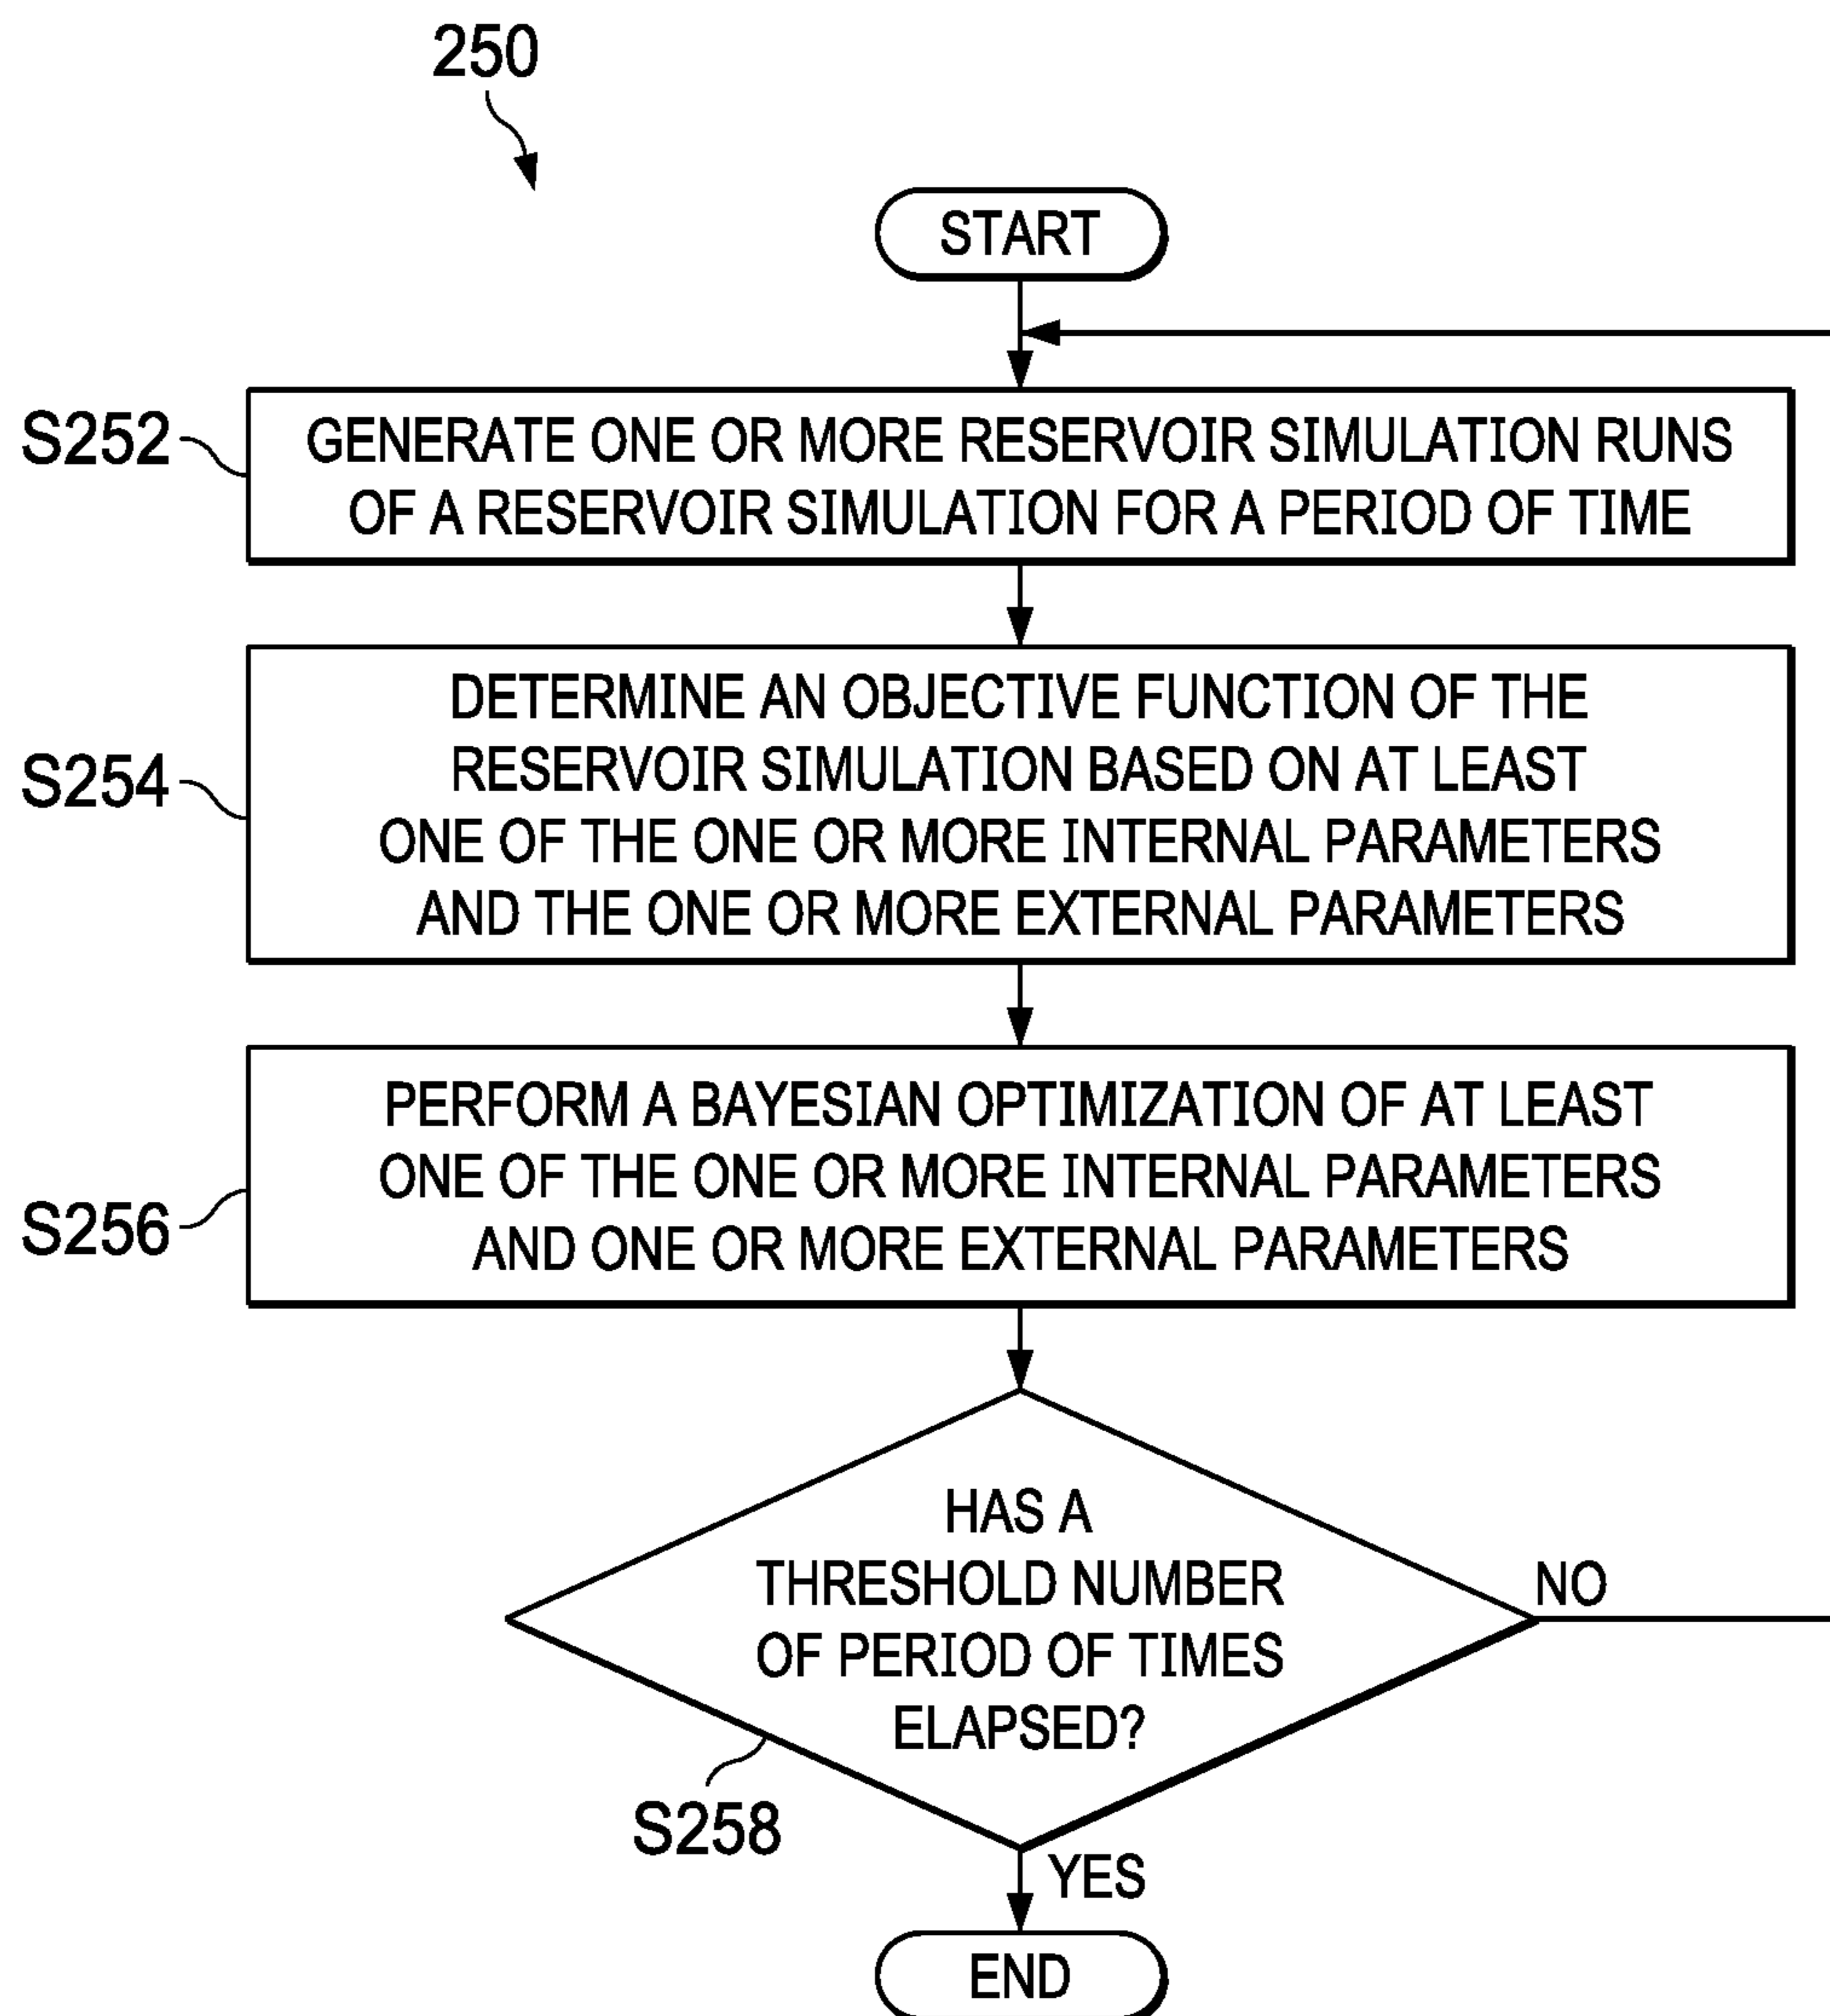 250
START
S252
GENERATE ONE OR MORE RESERVOIR SIMULATION RUNS
OF A RESERVOIR SIMULATION FOR A PERIOD OF TIME
S254
DETERMINE AN OBJECTIVE FUNCTION OF THE
RESERVOIR SIMULATION BASED ON AT LEAST
ONE OF THE ONE OR MORE INTERNAL PARAMETERS
AND THE ONE OR MORE EXTERNAL PARAMETERS
S256
PERFORM A BAYESIAN OPTIMIZATION OF AT LEAST
ONE OF THE ONE OR MORE INTERNAL PARAMETERS
AND ONE OR MORE EXTERNAL PARAMETERS
HAS A
THRESHOLD NUMBER
OF PERIOD OF TIMES
ELAPSED?
NO
S258
YES
END